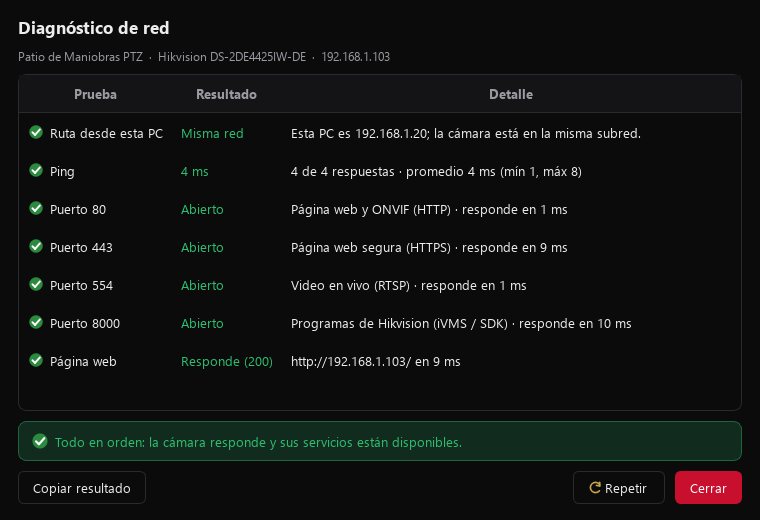 Diagnóstico de red
Patio de Maniobras PTZ · Hikvision DS-2DE4425IW-DE · 192.168.1.103
Prueba Resultado Detalle
Ruta desde esta PC Misma red Esta PC es 192.168.1.20; la cámara está en la misma subred.
Ping 4 ms 4 de 4 respuestas · promedio 4 ms (mín 1, máx 8)
Puerto 80 Abierto Página web y ONVIF (HTTP) · responde en 1 ms
Puerto 443 Abierto Página web segura (HTTPS) · responde en 9 ms
Puerto 554 Abierto Video en vivo (RTSP) · responde en 1 ms
Puerto 8000 Abierto Programas de Hikvision (iVMS / SDK) · responde en 10 ms
Página web Responde (200) http://192.168.1.103/ en 9 ms
Todo en orden: la cámara responde y sus servicios están disponibles.
Copiar resultado Repetir Cerrar